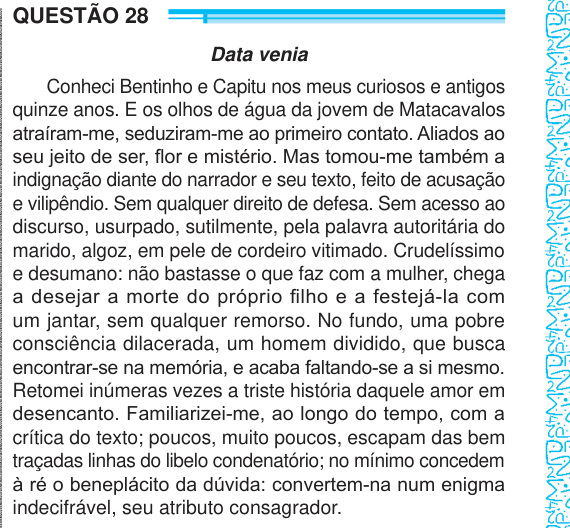 QUESTÃO 28
Data venia
Conheci Bentinho e Capitu nos meus curiosos e antigos
quinze anos. E os olhos de água da jovem de Matacavalos
atraíram-me, seduziram-me ao primeiro contato. Aliados ao
seu jeito de ser, flor e mistério. Mas tomou-me também a
indignação diante do narrador e seu texto, feito de acusação
e vilipêndio. Sem qualquer direito de defesa. Sem acesso ao
discurso, usurpado, sutilmente, pela palavra autoritária do
marido, algoz, em pele de cordeiro vitimado. Crudelíssimo
e desumano: não bastasse o que faz com a mulher, chega
a desejar a morte do próprio filho e a festejá-la com
um jantar, sem qualquer remorso. No fundo, uma pobre
consciência dilacerada, um homem dividido, que busca
encontrar-se na memória, e acaba faltando-se a si mesmo.
Retomei inúmeras vezes a triste história daquele amor em
desencanto. Familiarizei-me, ao longo do tempo, com a
crítica do texto; poucos, muito poucos, escapam das bem
traçadas linhas do libelo condenatório; no mínimo concedem
à ré o beneplácito da dúvida: convertem-na num enigma
indecifrável, seu atributo consagrador.